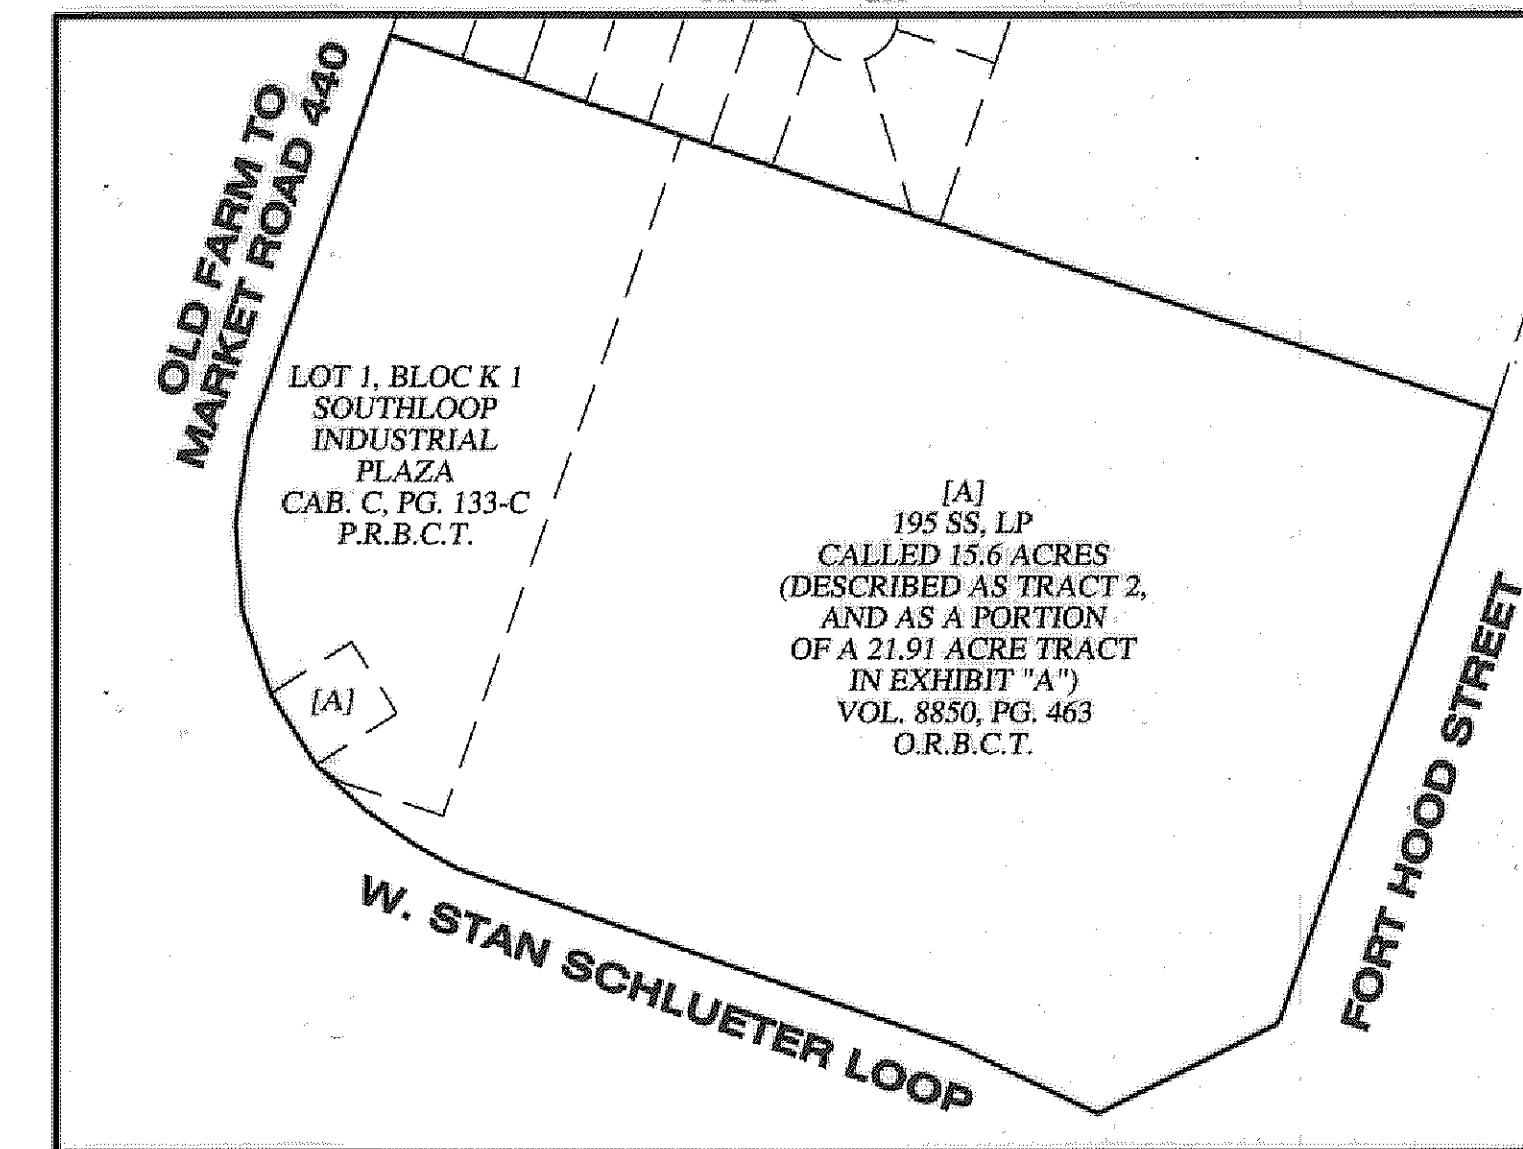 OLD FARM TO
MARKET ROAD 440
LOT 1, BLOC K 1
SOUTHLOOP
INDUSTRIAL
PLAZA
CAB. C, PG. 133-C
P.R.B.C.T.
[A]
195 SS, LP
CALLED 15.6 ACRES
(DESCRIBED AS TRACT 2,
AND AS A PORTION
OF A 21.91 ACRE TRACT
IN EXHIBIT "A")
VOL. 8850, PG. 463
O.R.B.C.T.
[A]
W. STAN SCHLUETER LOOP
FORT HOOD STREET